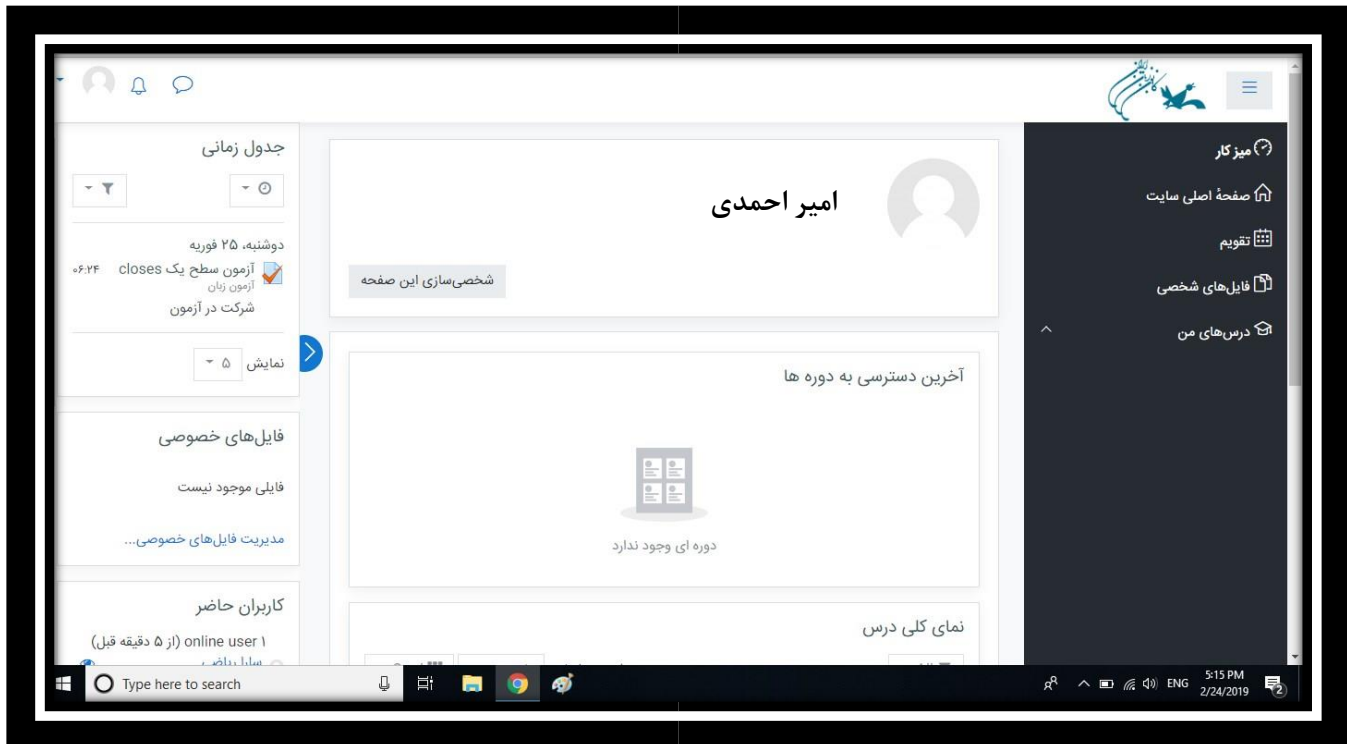 میز کار
صفحهٔ اصلی سایت
تقویم
فایل‌های شخصی
درس‌های من
امیر احمدی
شخصی‌سازی این صفحه
آخرین دسترسی به دوره ها
دوره ای وجود ندارد
نمای کلی درس
جدول زمانی
دوشنبه، ۲۵ فوریه
آزمون سطح یک closes ۰۶:۲۴
آزمون زبان
شرکت در آزمون
نمایش ۵
فایل‌های خصوصی
فایلی موجود نیست
مدیریت فایل‌های خصوصی...
کاربران حاضر
۱ online user (از ۵ دقیقه قبل)
Type here to search
ENG
5:15 PM
2/24/2019
2